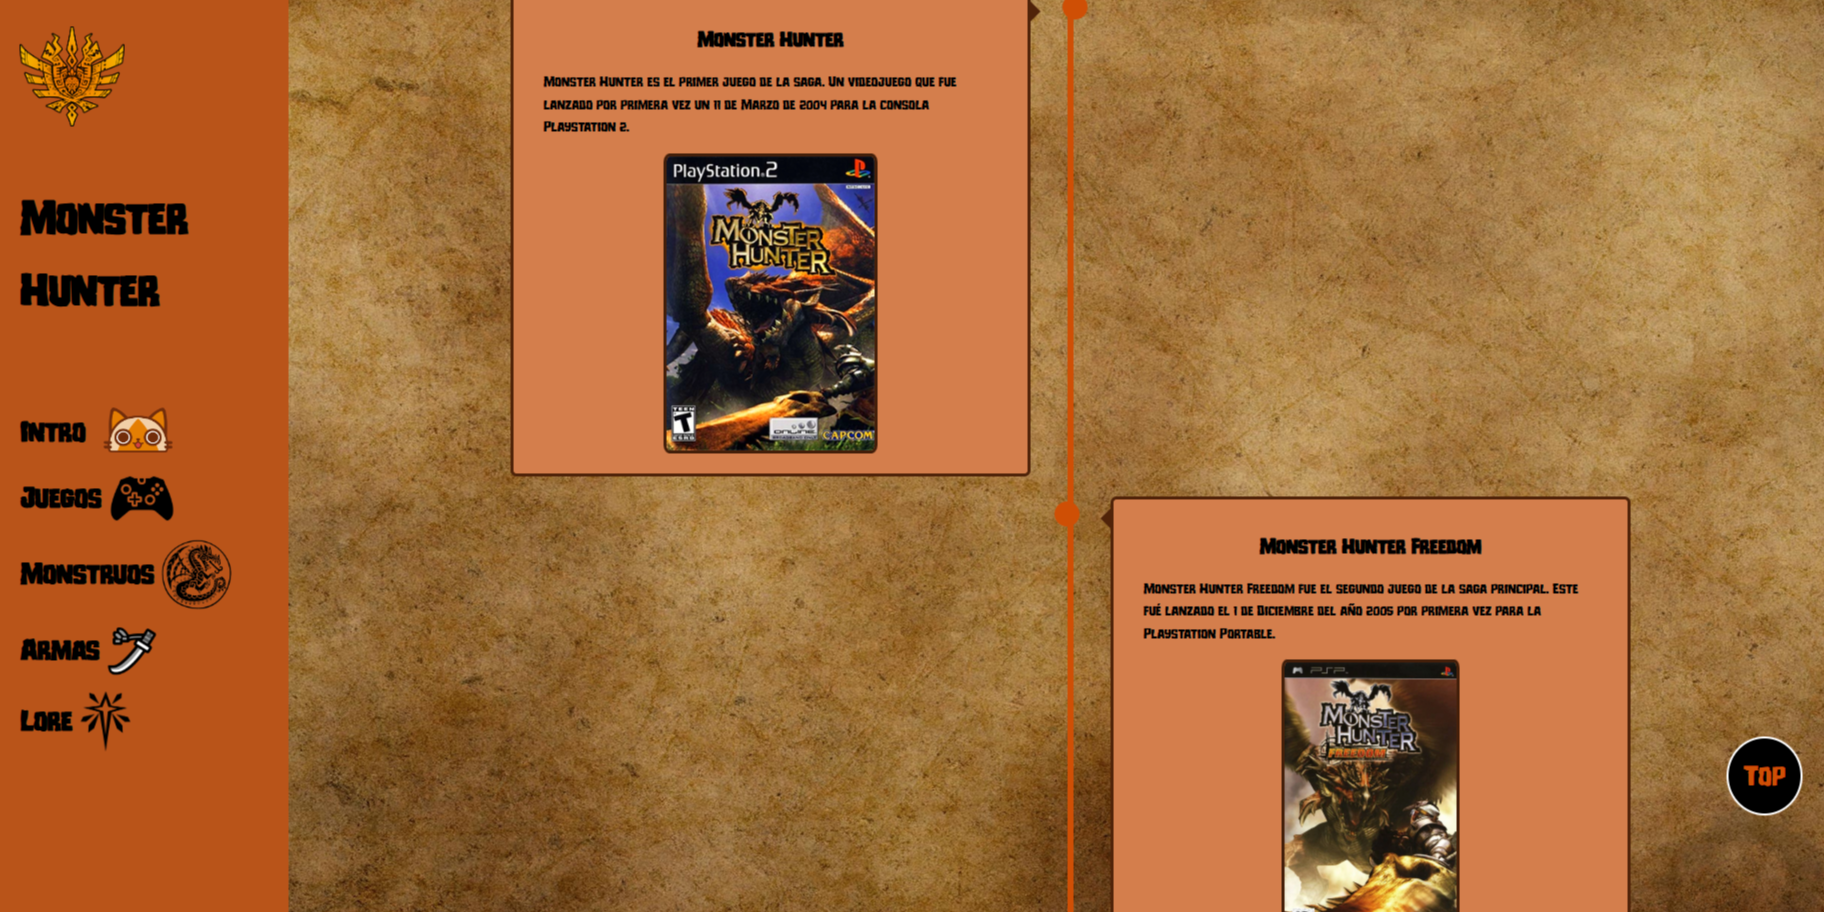 Monster
Hunter
Intro
Juegos
Monstruos
Armas
Lore
Monster Hunter
Monster Hunter es el primer juego de la saga. Un videojuego que fue
lanzado por primera vez un 11 de Marzo de 2004 para la consola
Playstation 2.
PlayStation.2
MONSTER
HUNTER
TEEN
T
ESRB
ONLINE
CAPCOM
Monster Hunter Freedom
Monster Hunter Freedom fue el segundo juego de la saga principal. Este
fué lanzado el 1 de Diciembre del año 2005 por primera vez para la
Playstation Portable.
PSP
MONSTER
HUNTER
FREEDOM
Top